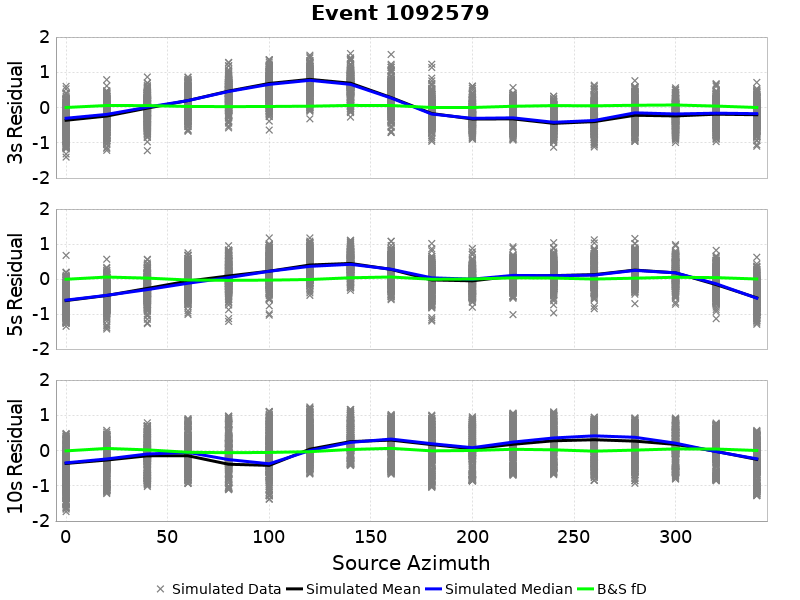 Event 1092579
3s Residual
2
1
0
-1
-2
5s Residual
2
1
0
-1
-2
10s Residual
2
1
0
-1
-2
0 50 100 150 200 250 300
Source Azimuth
Simulated Data Simulated Mean Simulated Median B&S fD